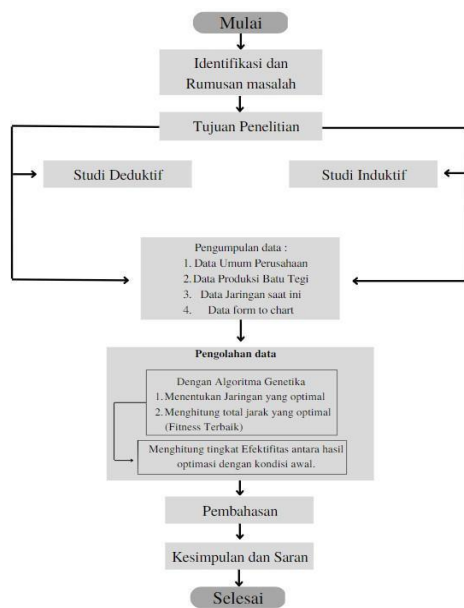 Mulai
Identifikasi dan
Rumusan masalah
Tujuan Penelitian
Studi Deduktif
Studi Induktif
Pengumpulan data :
1. Data Umum Perusahaan
2. Data Produksi Batu Tegi
3. Data Jaringan saat ini
4. Data form to chart
Pengolahan data
Dengan Algoritma Genetika
1. Menentukan Jaringan yang optimal
2. Menghitung total jarak yang optimal
(Fitness Terbaik)
Menghitung tingkat Efektifitas antara hasil
optimasi dengan kondisi awal.
Pembahasan
Kesimpulan dan Saran
Selesai